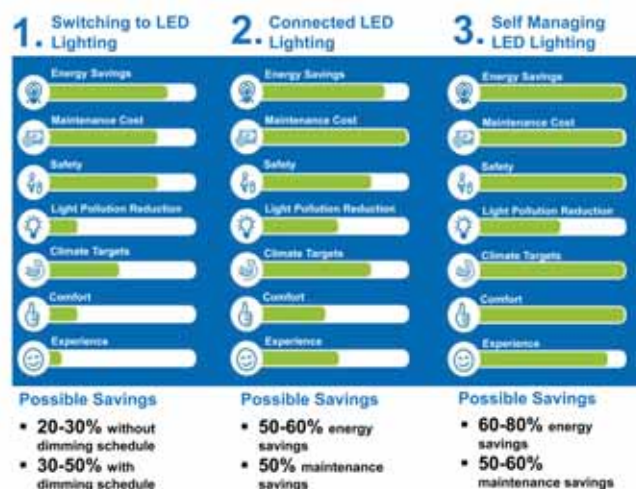 1. Switching to LED
Lighting
Energy Savings
Maintenance Cost
Safety
Light Pollution Reduction
Climate Targets
Comfort
Experience
Possible Savings
▪ 20-30% without
dimming schedule
▪ 30-50% with
dimming schedule
2. Connected LED
Lighting
Energy Savings
Maintenance Cost
Safety
Light Pollution Reduction
Climate Targets
Comfort
Experience
Possible Savings
▪ 50-60% energy
savings
▪ 50% maintenance
savings
3. Self Managing
LED Lighting
Energy Savings
Maintenance Cost
Safety
Light Pollution Reduction
Climate Targets
Comfort
Experience
Possible Savings
▪ 60-80% energy
savings
▪ 50-60%
maintenance savings